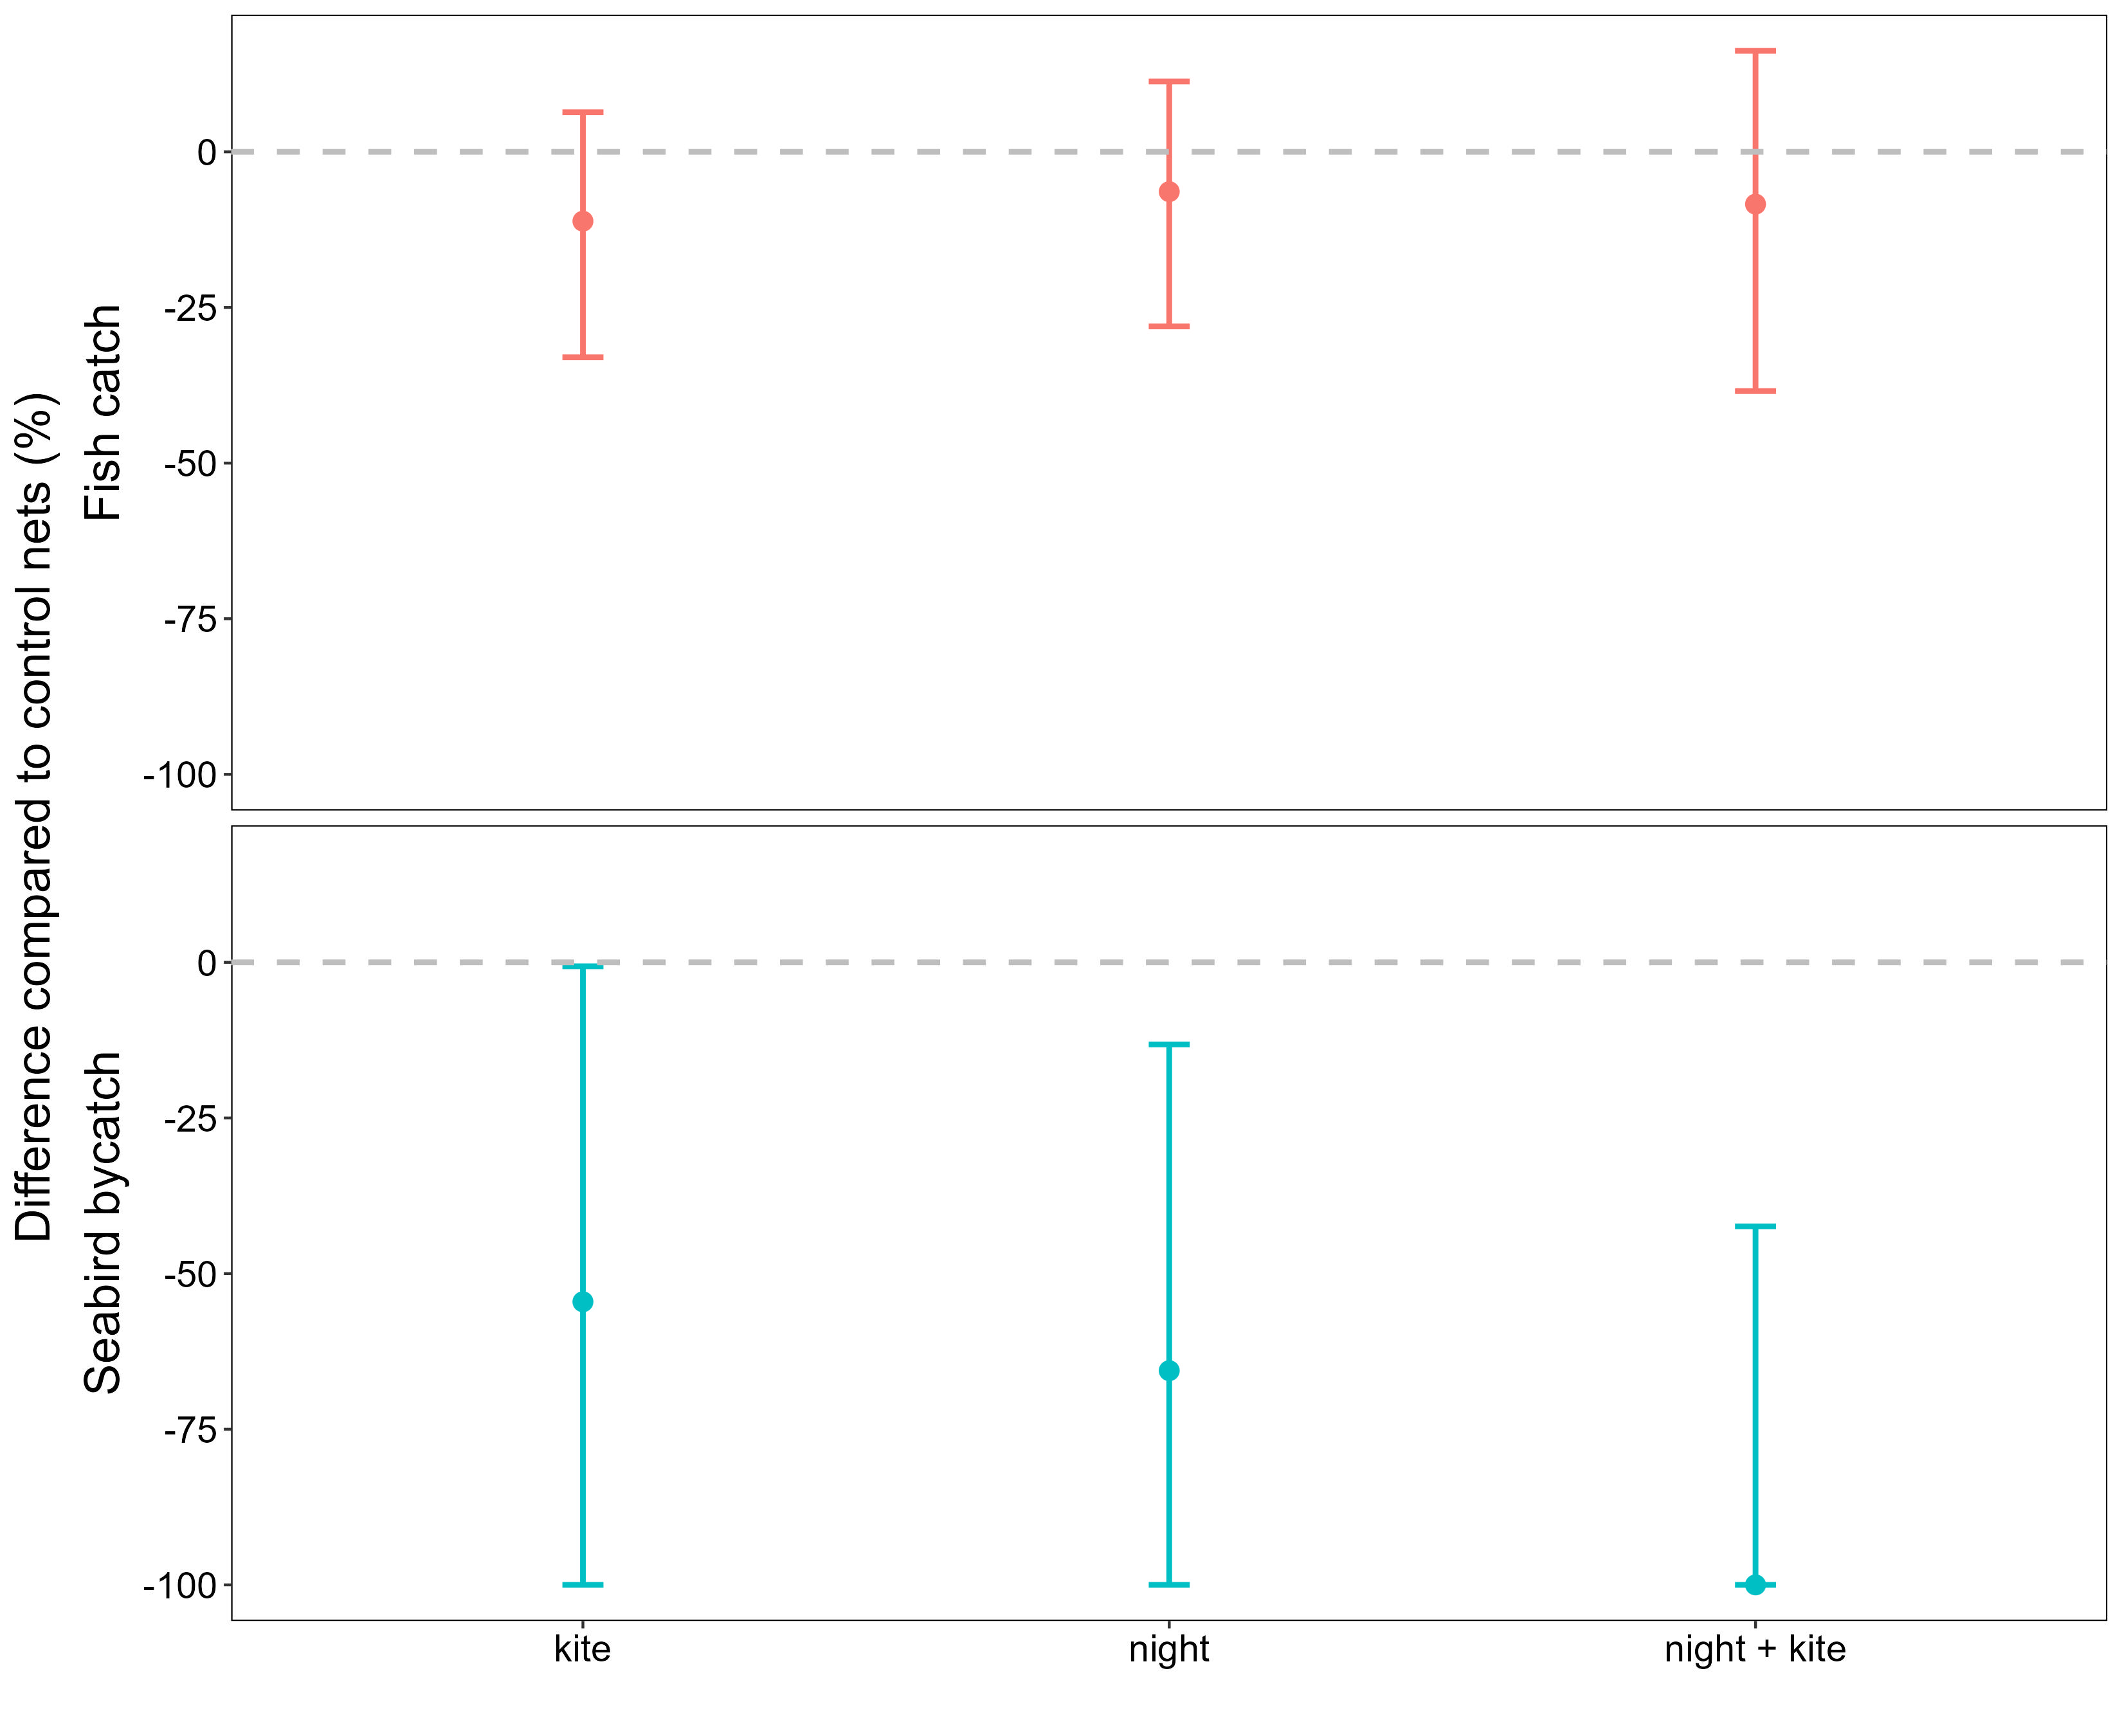 Difference compared to control nets (%)
Fish catch
0
-25
-50
-75
-100
Seabird bycatch
0
-25
-50
-75
-100
kite
night
night + kite